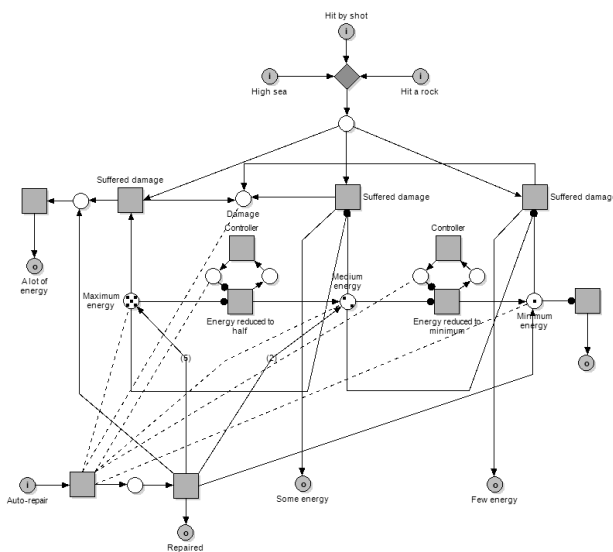 Hit by shot
i
i
i
High sea
Hit a rock
Suffered damage
Suffered damage
Suffered damag
Damage
Controller
Controller
o
A lot of
energy
Maximum
energy
Medium
energy
Minimum
energy
Energy reduced to
half
Energy reduced to
minimum
(5)
(2)
o
i
Auto-repair
o
Some energy
o
Few energy
o
Repaired